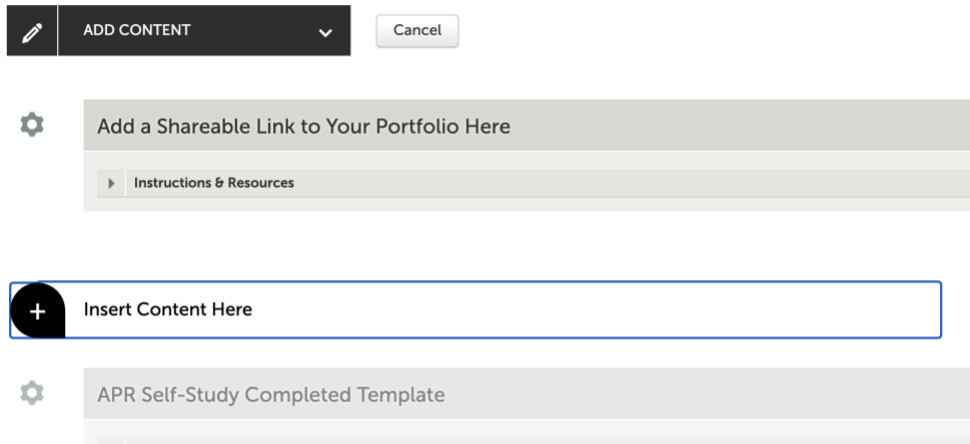 ADD CONTENT
Cancel
Add a Shareable Link to Your Portfolio Here
Instructions & Resources
Insert Content Here
APR Self-Study Completed Template